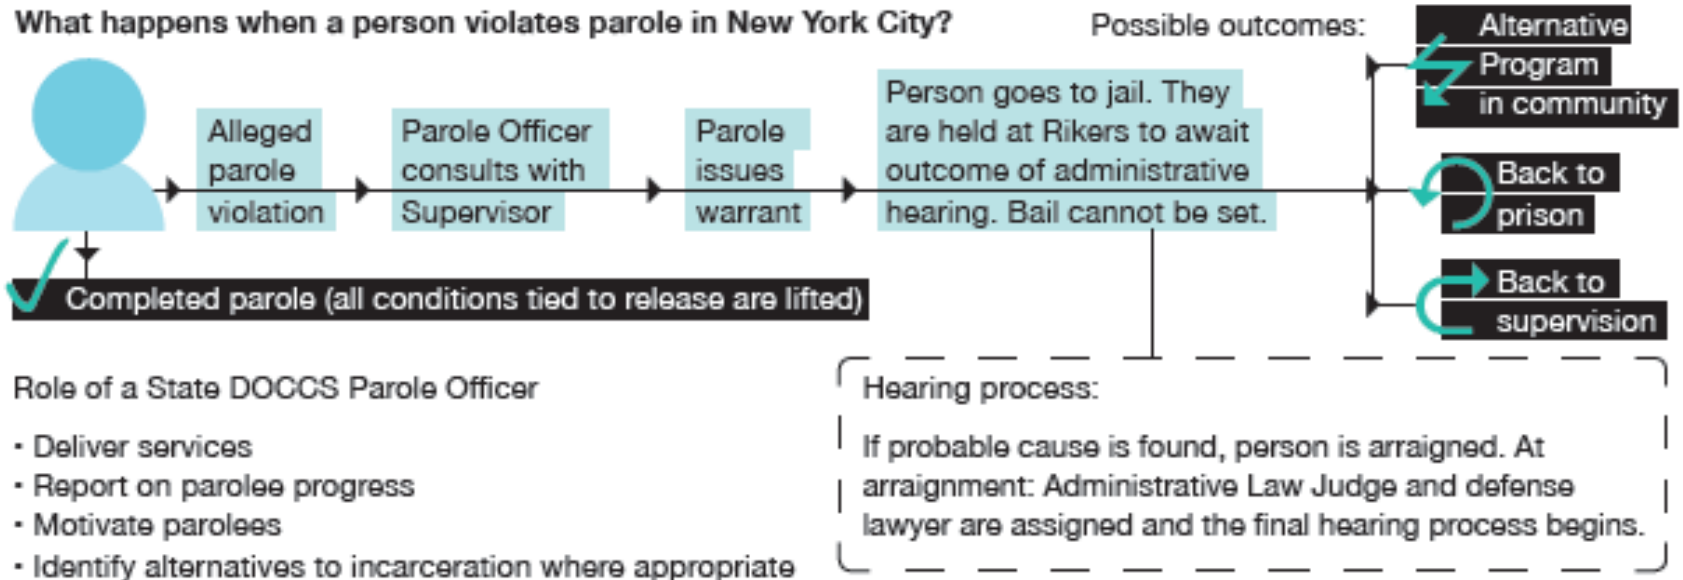 What happens when a person violates parole in New York City?
Possible outcomes:
Alleged
parole
violation
Parole Officer
consults with
Supervisor
Parole
issues
warrant
Person goes to jail. They
are held at Rikers to await
outcome of administrative
hearing. Bail cannot be set.
Alternative
Program
in community
Back to
prison
Back to
supervision
Completed parole (all conditions tied to release are lifted)
Role of a State DOCCS Parole Officer
· Deliver services
· Report on parolee progress
· Motivate parolees
· Identify alternatives to incarceration where appropriate
Hearing process:
If probable cause is found, person is arraigned. At
arraignment: Administrative Law Judge and defense
lawyer are assigned and the final hearing process begins.